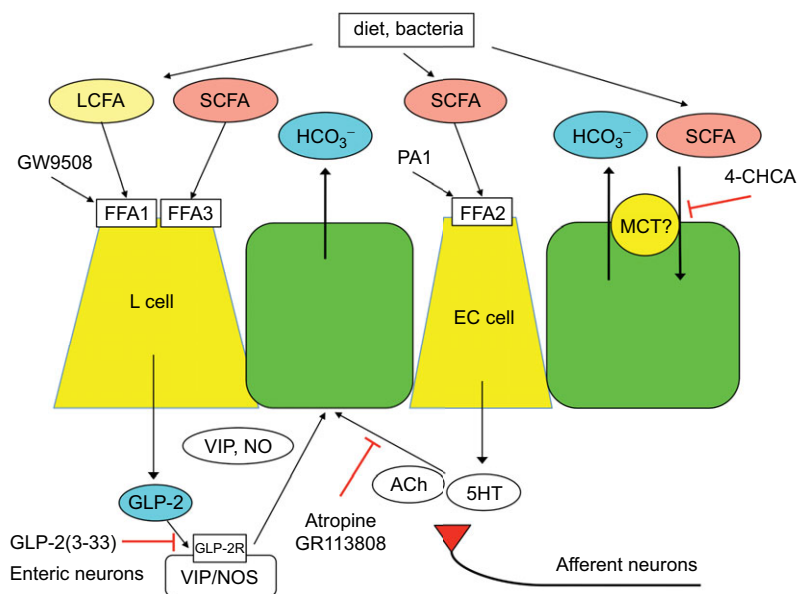 diet, bacteria
LCFA
SCFA
SCFA
HCO₃⁻
HCO₃⁻
SCFA
GW9508
PA1
4-CHCA
FFA1
FFA3
FFA2
MCT?
L cell
EC cell
VIP, NO
GLP-2
ACh
5HT
Atropine
GR113808
GLP-2(3-33)
GLP-2R
Enteric neurons
VIP/NOS
Afferent neurons